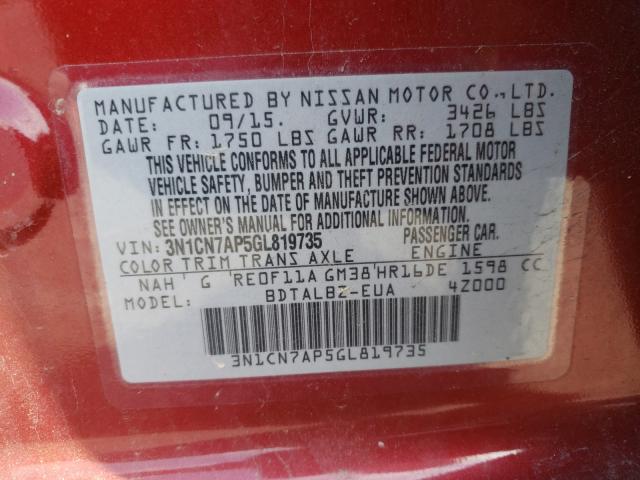 MANUFACTURED BY NISSAN MOTOR CO., LTD.
DATE: 09/15. GVWR: 3426 LBS
GAWR FR: 1750 LBS GAWR RR: 1708 LBS
THIS VEHICLE CONFORMS TO ALL APPLICABLE FEDERAL MOTOR
VEHICLE SAFETY, BUMPER AND THEFT PREVENTION STANDARDS
IN EFFECT ON THE DATE OF MANUFACTURE SHOWN ABOVE.
SEE OWNER'S MANUAL FOR ADDITIONAL INFORMATION.
VIN: 3N1CN7AP5GL819735 PASSENGER CAR.
COLOR TRIM TRANS AXLE ENGINE
NAH' G 'RE0F11A GM38'HR16DE 1598 CC
MODEL: BDTALBZ-EUA 4Z000
3N1CN7AP5GL819735